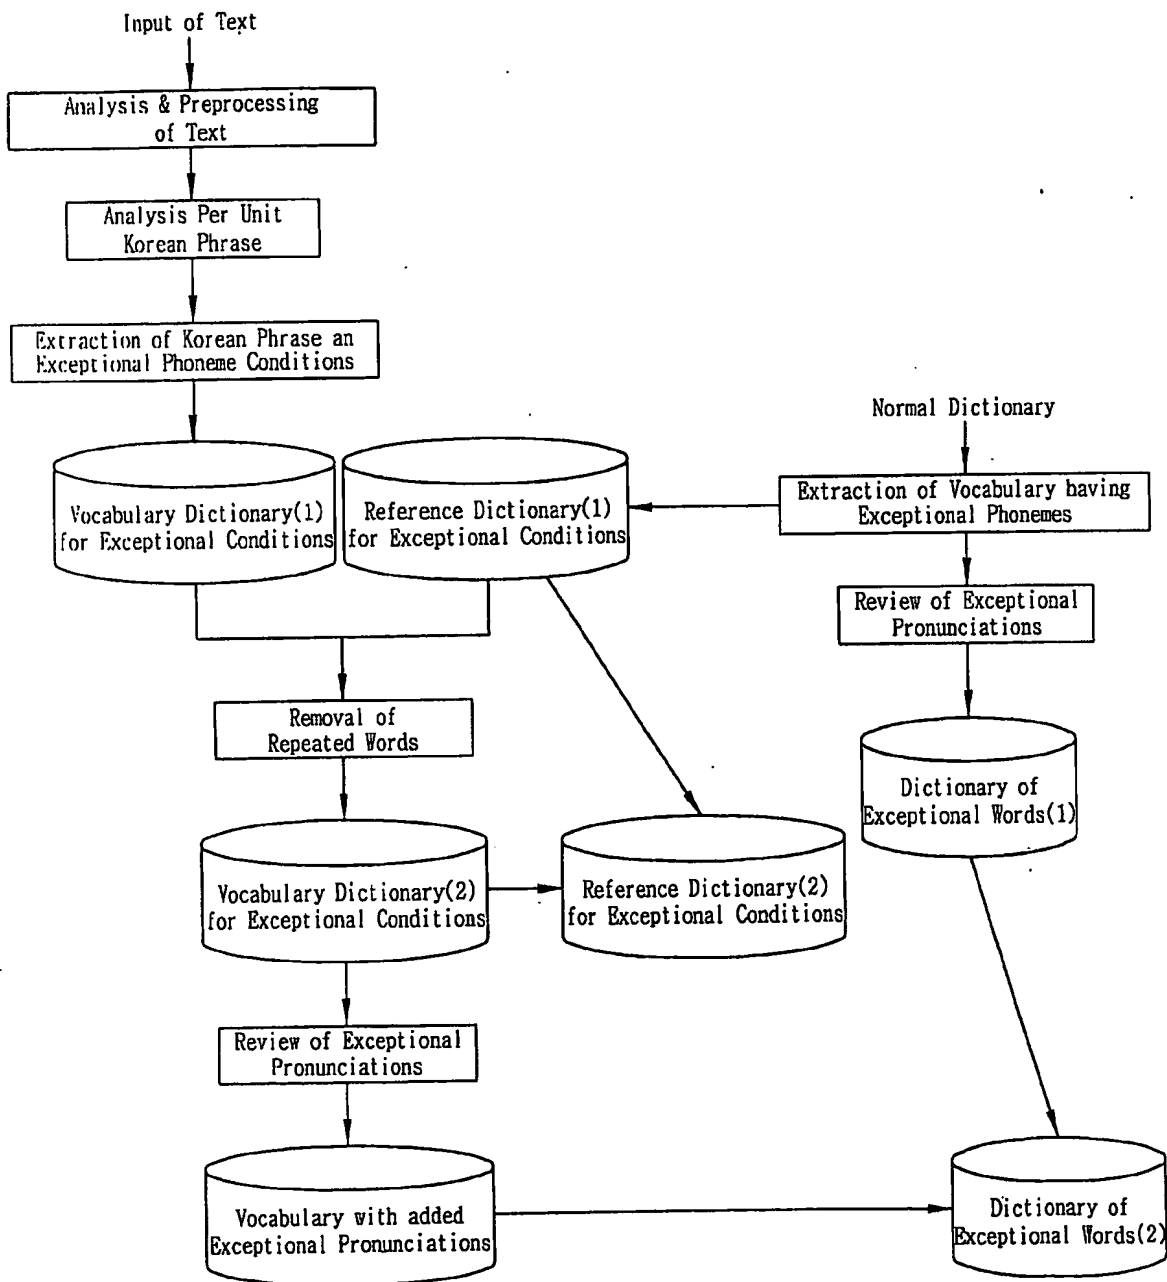 Input of Text
Analysis & Preprocessing
of Text
Analysis Per Unit
Korean Phrase
Extraction of Korean Phrase an
Exceptional Phoneme Conditions
Vocabulary Dictionary(1)
for Exceptional Conditions
Reference Dictionary(1)
for Exceptional Conditions
Normal Dictionary
Extraction of Vocabulary having
Exceptional Phonemes
Review of Exceptional
Pronunciations
Removal of
Repeated Words
Dictionary of
Exceptional Words(1)
Vocabulary Dictionary(2)
for Exceptional Conditions
Reference Dictionary(2)
for Exceptional Conditions
Review of Exceptional
Pronunciations
Vocabulary with added
Exceptional Pronunciations
Dictionary of
Exceptional Words(2)